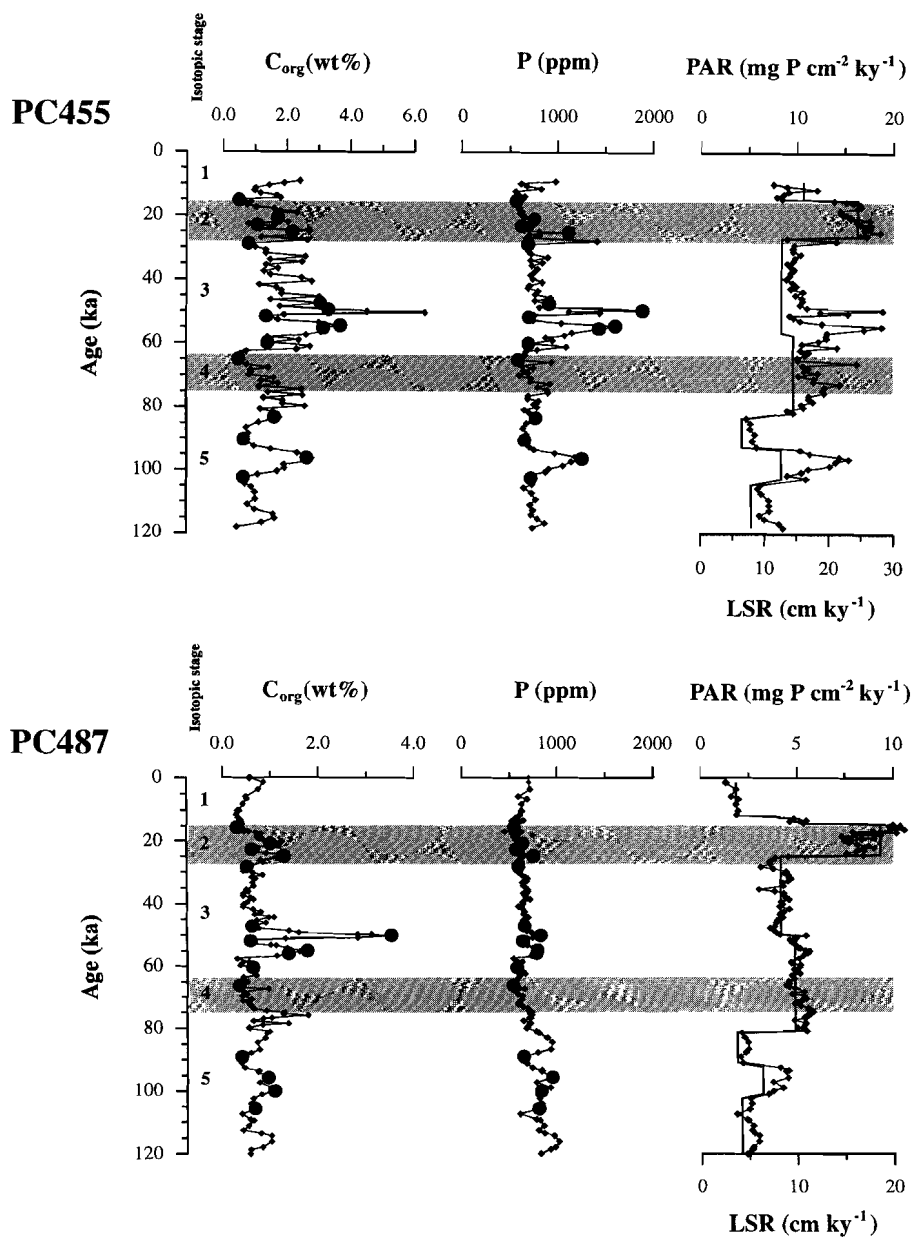 PC455
Isotopic stage
C_org (wt%)
P (ppm)
PAR (mg P cm⁻² ky⁻¹)
0.0 2.0 4.0 6.0
0 1000 2000
0 10 20
Age (ka)
0
20
40
60
80
100
120
1
2
3
4
5
0 10 20 30
LSR (cm ky⁻¹)
PC487
Isotopic stage
C_org (wt%)
P (ppm)
PAR (mg P cm⁻² ky⁻¹)
0.0 2.0 4.0
0 1000 2000
0 5 10
Age (ka)
0
20
40
60
80
100
120
1
2
3
4
5
0 10 20
LSR (cm ky⁻¹)